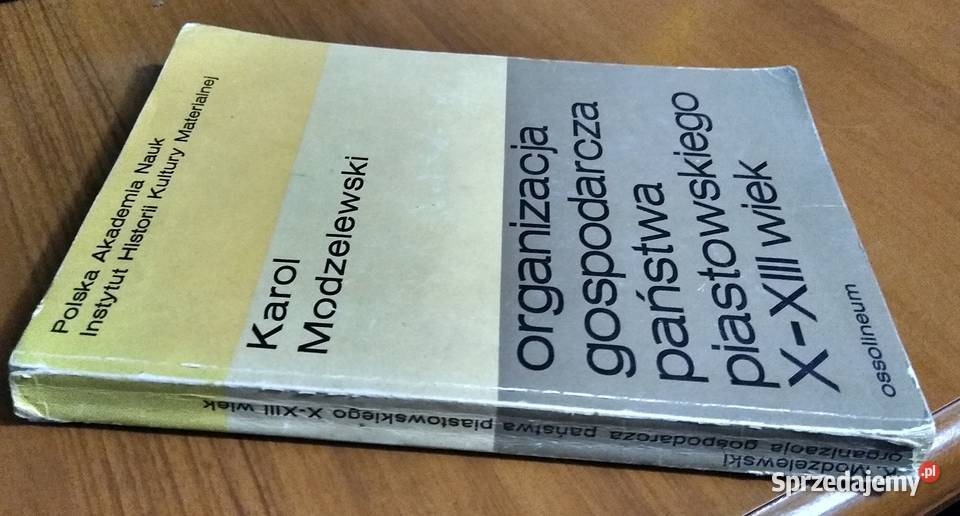 Polska Akademia Nauk
Instytut Historii Kultury Materialnej
Karol
Modzelewski
organizacja
gospodarcza
państwa
piastowskiego
X-XIII wiek
ossolineum
K. Modzelewski
organizacja gospodarcza państwa piastowskiego X-XIII wiek
Sprzedajemy.pl